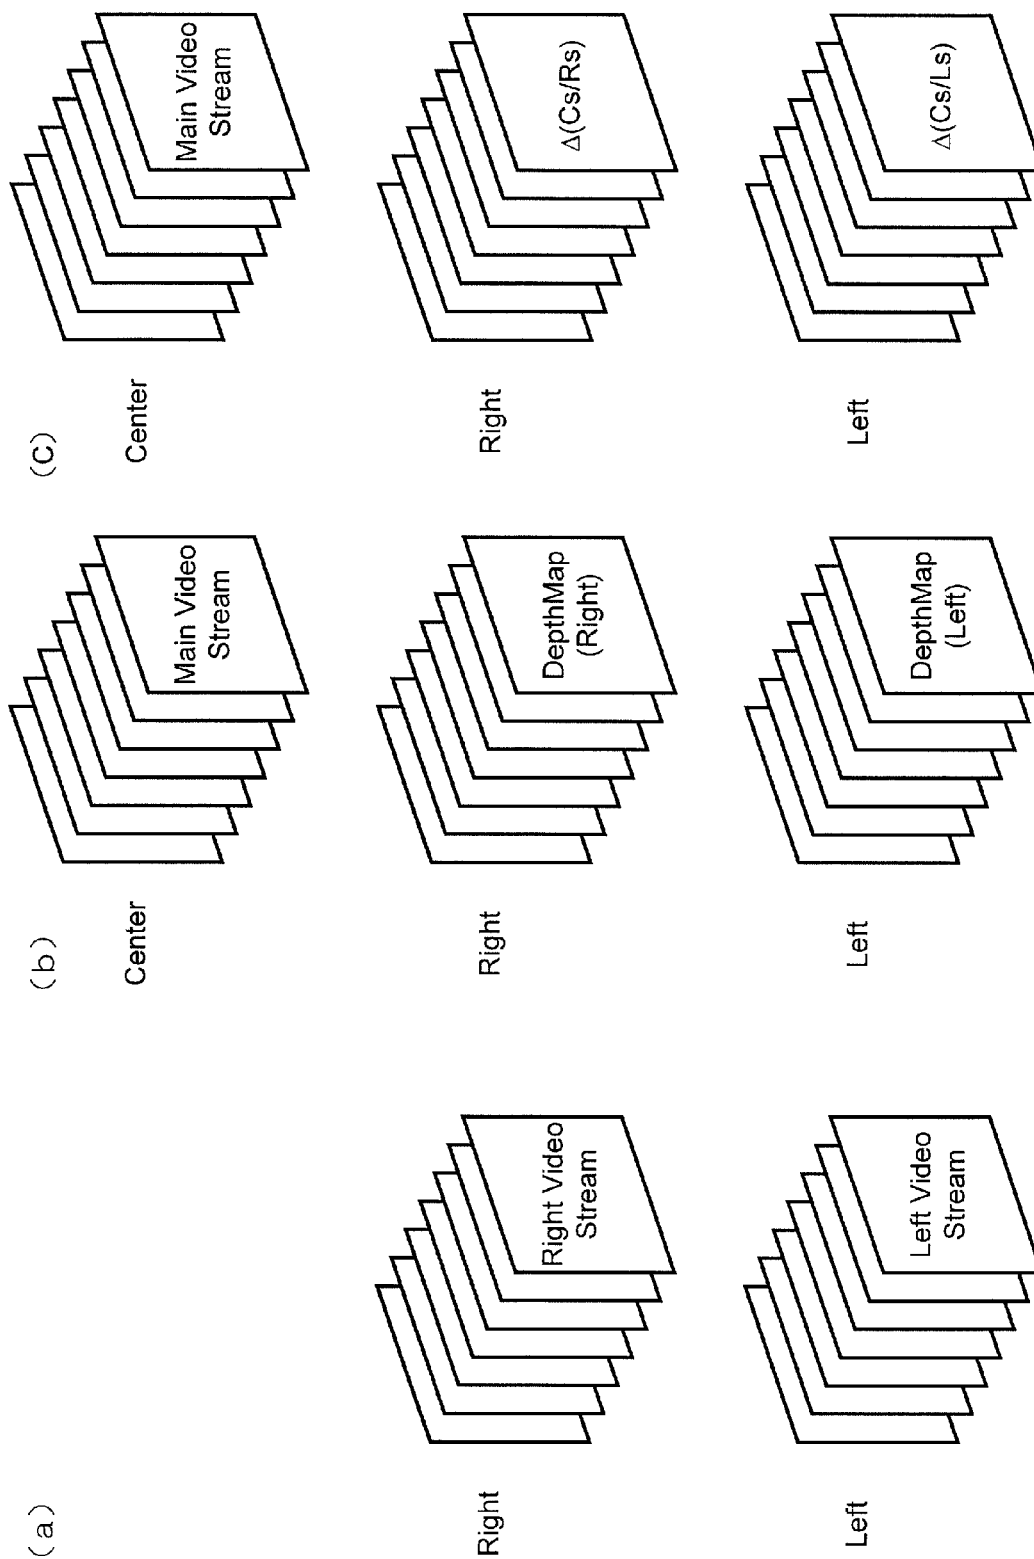 (a)
Right
Right Video
Stream
Left
Left Video
Stream
(b)
Center
Main Video
Stream
Right
DepthMap
(Right)
Left
DepthMap
(Left)
(c)
Center
Main Video
Stream
Right
Δ(Cs/Rs)
Left
Δ(Cs/Ls)